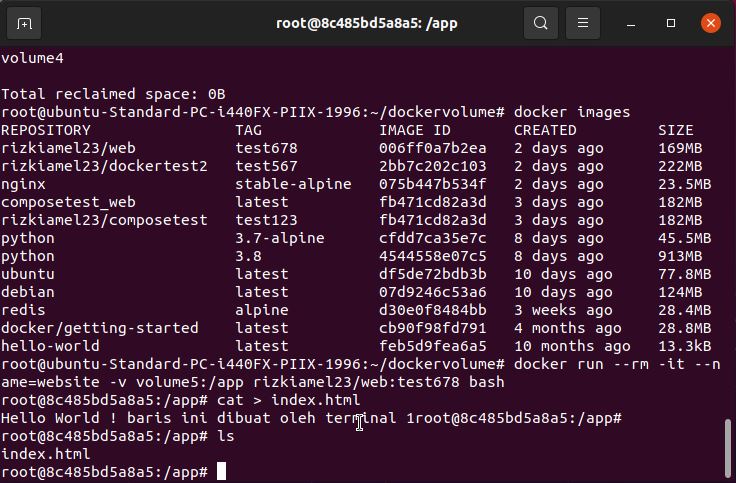 root@8c485bd5a8a5: /app
volume4
Total reclaimed space: 0B
root@ubuntu-Standard-PC-i440FX-PIIX-1996:~/dockervolume# docker images
REPOSITORY TAG IMAGE ID CREATED SIZE
rizkiamel23/web test678 006ff0a7b2ea 2 days ago 169MB
rizkiamel23/dockertest2 test567 2bb7c202c103 2 days ago 222MB
nginx stable-alpine 075b447b534f 2 days ago 23.5MB
composetest_web latest fb471cd82a3d 3 days ago 182MB
rizkiamel23/composetest test123 fb471cd82a3d 3 days ago 182MB
python 3.7-alpine cfdd7ca35e7c 8 days ago 45.5MB
python 3.8 4544558e07c5 8 days ago 913MB
ubuntu latest df5de72bdb3b 10 days ago 77.8MB
debian latest 07d9246c53a6 10 days ago 124MB
redis alpine d30e0f8484bb 3 weeks ago 28.4MB
docker/getting-started latest cb90f98fd791 4 months ago 28.8MB
hello-world latest feb5d9fea6a5 10 months ago 13.3kB
root@ubuntu-Standard-PC-i440FX-PIIX-1996:~/dockervolume# docker run --rm -it --n
ame=website -v volume5:/app rizkiamel23/web:test678 bash
root@8c485bd5a8a5:/app# cat > index.html
Hello World ! baris ini dibuat oleh terminal 1root@8c485bd5a8a5:/app#
root@8c485bd5a8a5:/app# ls
index.html
root@8c485bd5a8a5:/app#